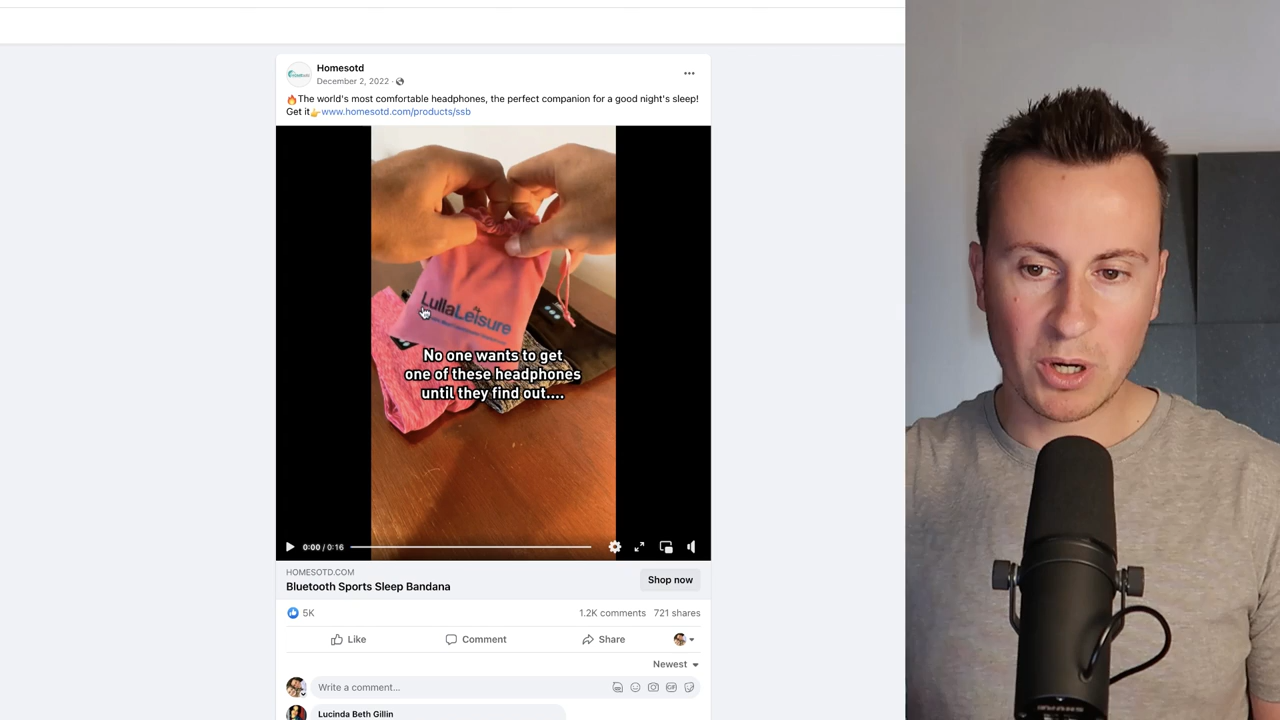 Homesotd
December 2, 2022 ·
🔥The world's most comfortable headphones, the perfect companion for a good night's sleep!
Get it👉www.homesotd.com/products/ssb
LullaLeisure
No one wants to get
one of these headphones
until they find out....
0:00 / 0:16
HOMESOTD.COM
Bluetooth Sports Sleep Bandana
Shop now
5K
1.2K comments 721 shares
Like Comment Share
Newest
Write a comment...
GIF
Lucinda Beth Gillin